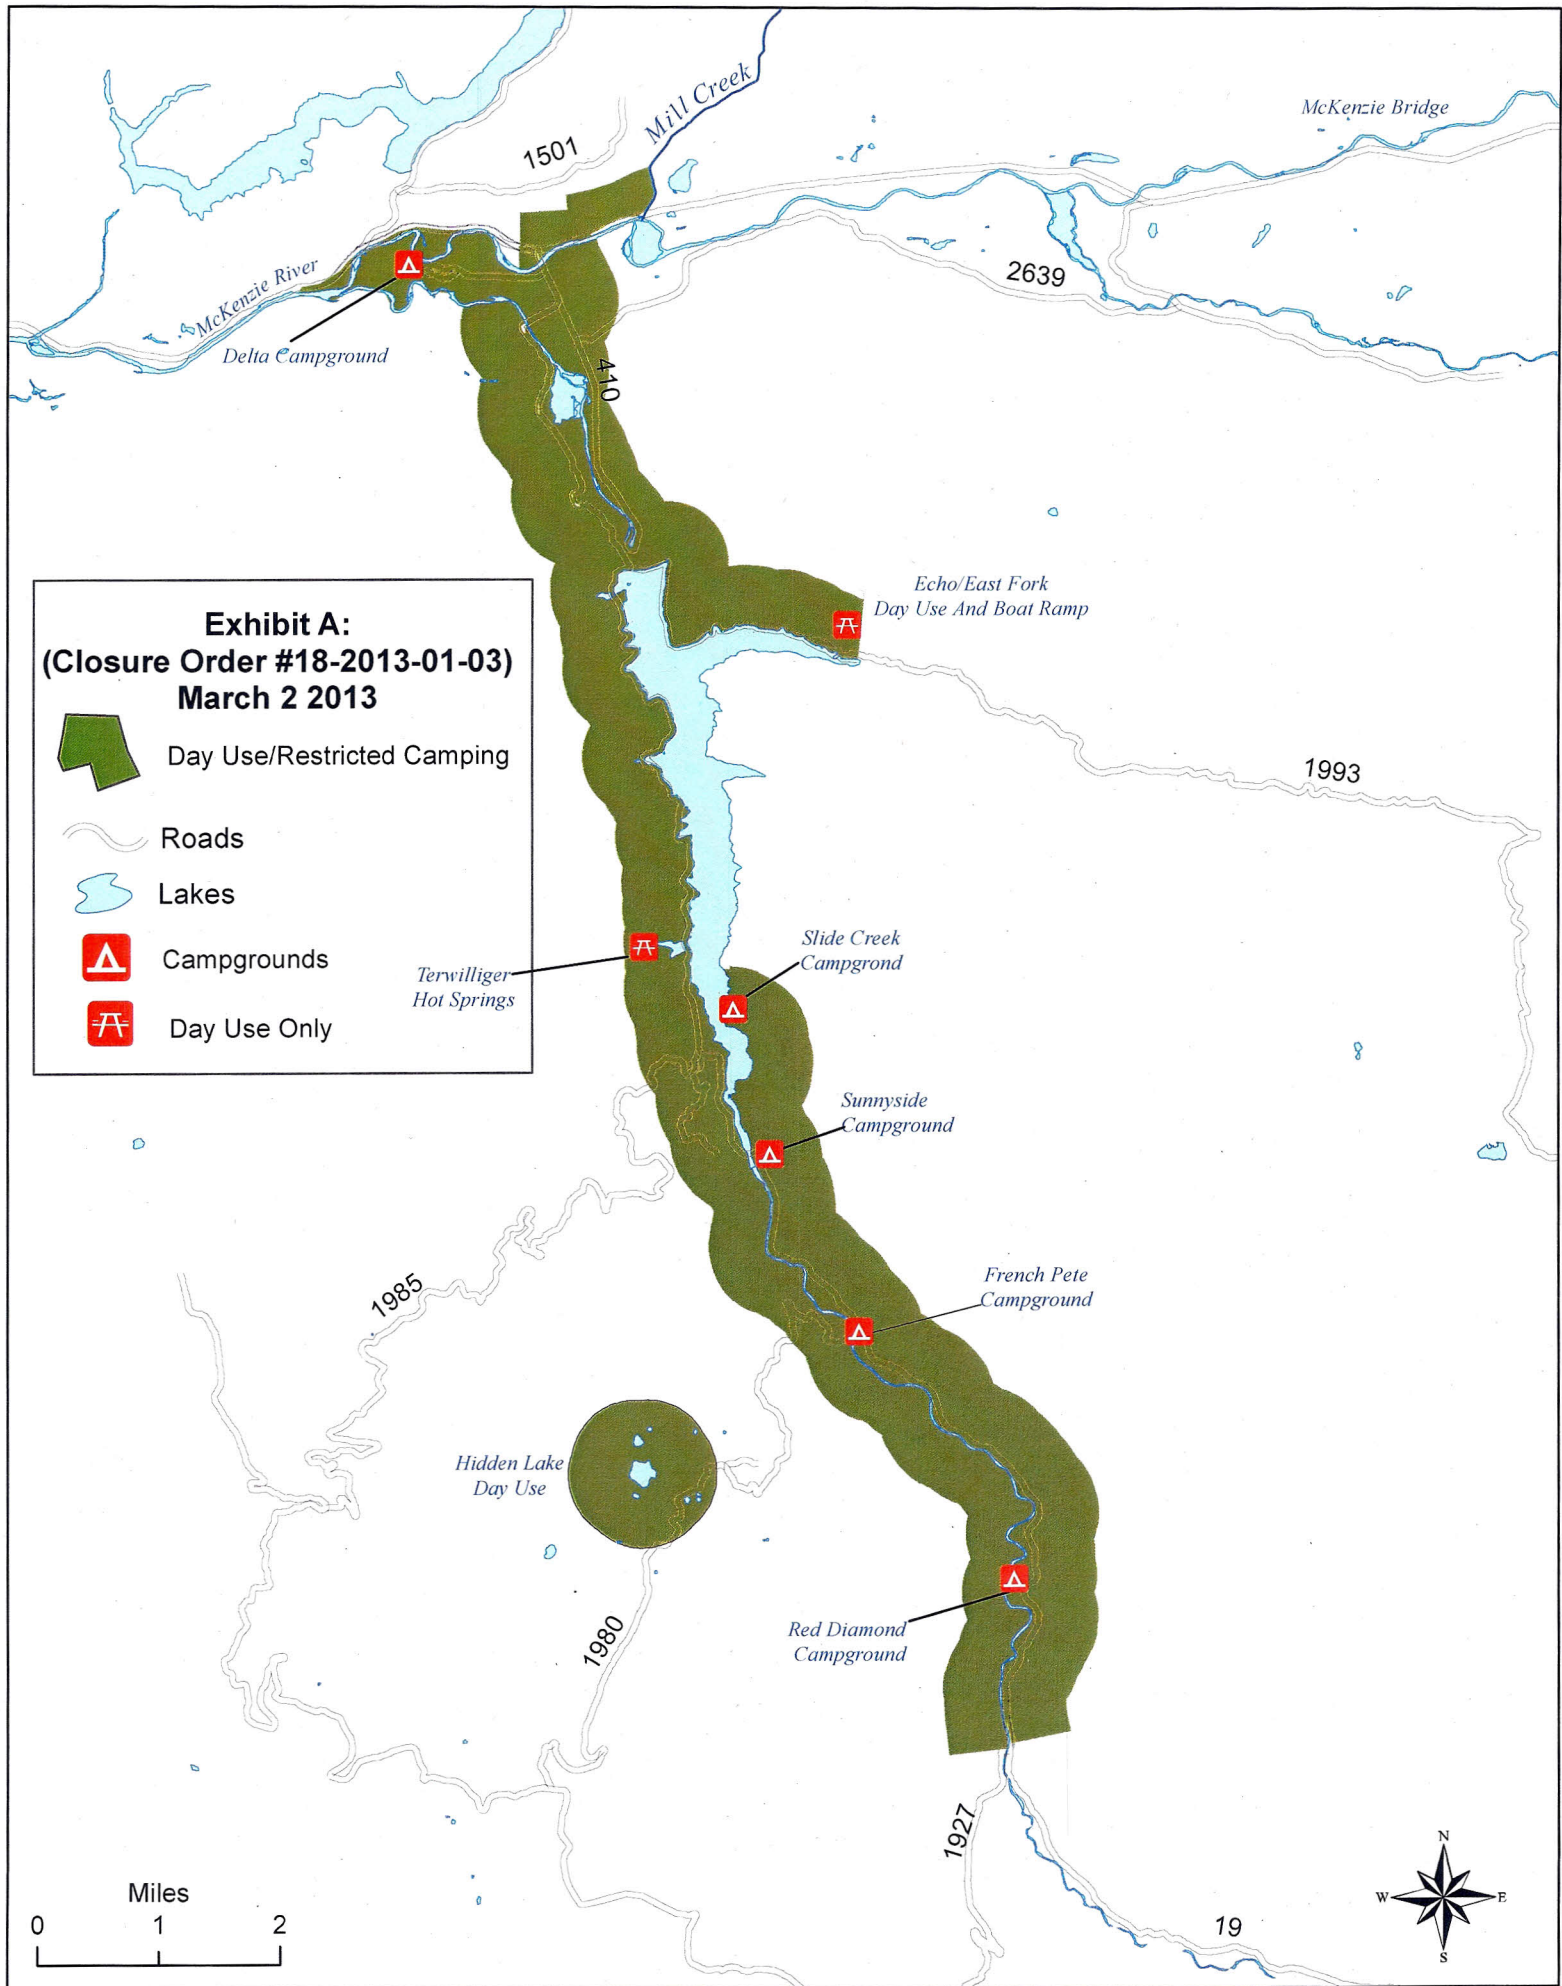 Mill Creek
McKenzie Bridge
1501
2639
McKenzie River
Delta Campground
410
Echo/East Fork
Day Use And Boat Ramp
Exhibit A:
(Closure Order #18-2013-01-03)
March 2 2013
Day Use/Restricted Camping
Roads
Lakes
Campgrounds
Day Use Only
1993
Slide Creek
Campgrond
Terwilliger
Hot Springs
Sunnyside
Campground
French Pete
Campground
1985
Hidden Lake
Day Use
1980
Red Diamond
Campground
1927
19
Miles
0 1 2
N
W E
S